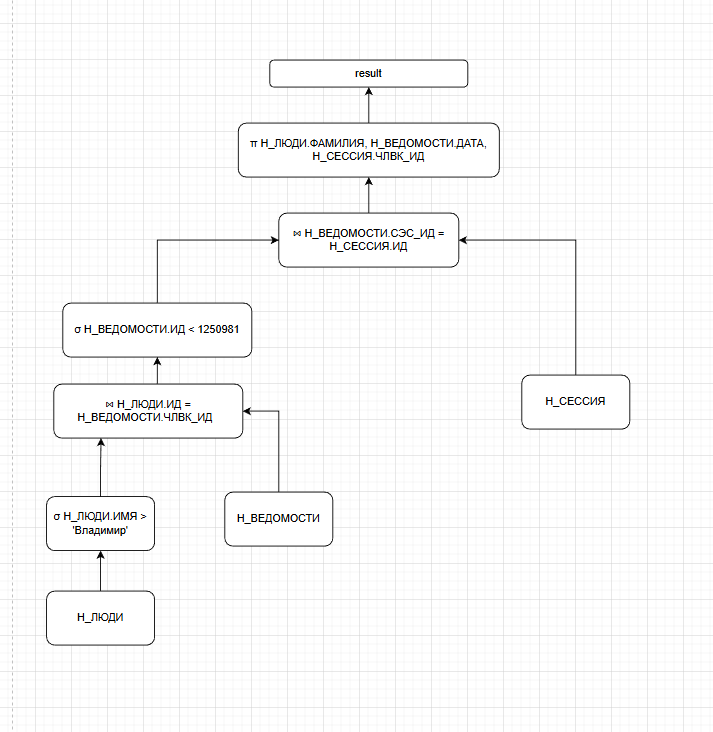 result
π Н_ЛЮДИ.ФАМИЛИЯ, Н_ВЕДОМОСТИ.ДАТА,
Н_СЕССИЯ.ЧЛВК_ИД
⋈ Н_ВЕДОМОСТИ.СЭС_ИД =
Н_СЕССИЯ.ИД
σ Н_ВЕДОМОСТИ.ИД < 1250981
⋈ Н_ЛЮДИ.ИД =
Н_ВЕДОМОСТИ.ЧЛВК_ИД
Н_СЕССИЯ
σ Н_ЛЮДИ.ИМЯ >
'Владимир'
Н_ВЕДОМОСТИ
Н_ЛЮДИ